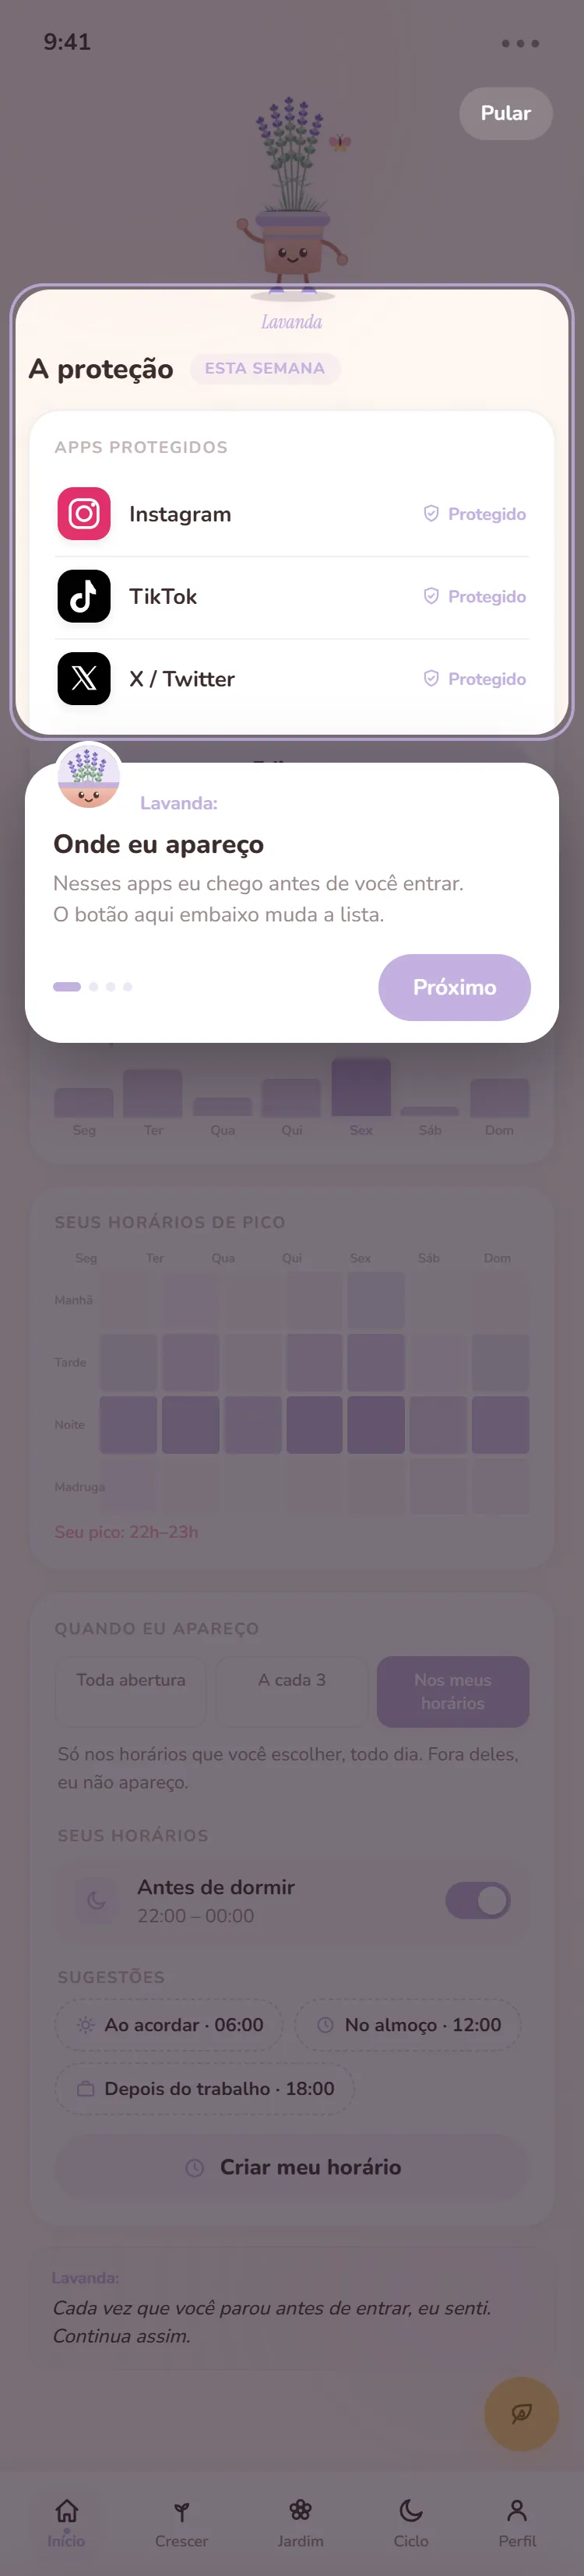 9:41
Pular
Lavanda
A proteção
ESTA SEMANA
APPS PROTEGIDOS
Instagram
Protegido
TikTok
Protegido
X / Twitter
Protegido
Lavanda:
Onde eu apareço
Nesses apps eu chego antes de você entrar.
O botão aqui embaixo muda a lista.
Próximo
Seg Ter Qua Qui Sex Sáb Dom
SEUS HORÁRIOS DE PICO
Seg Ter Qua Qui Sex Sáb Dom
Manhã
Tarde
Noite
Madruga
Seu pico: 22h–23h
QUANDO EU APAREÇO
Toda abertura
A cada 3
Nos meus
horários
Só nos horários que você escolher, todo dia. Fora deles,
eu não apareço.
SEUS HORÁRIOS
Antes de dormir
22:00 – 00:00
SUGESTÕES
Ao acordar · 06:00
No almoço · 12:00
Depois do trabalho · 18:00
Criar meu horário
Lavanda:
Cada vez que você parou antes de entrar, eu senti.
Continua assim.
Início Crescer Jardim Ciclo Perfil